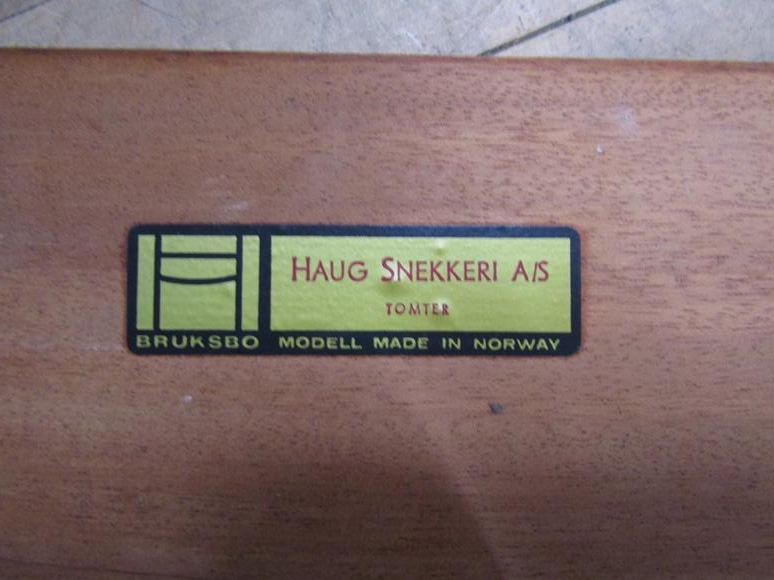 HAUG SNEKKERI A/S
TOMTER
BRUKSBO MODELL MADE IN NORWAY